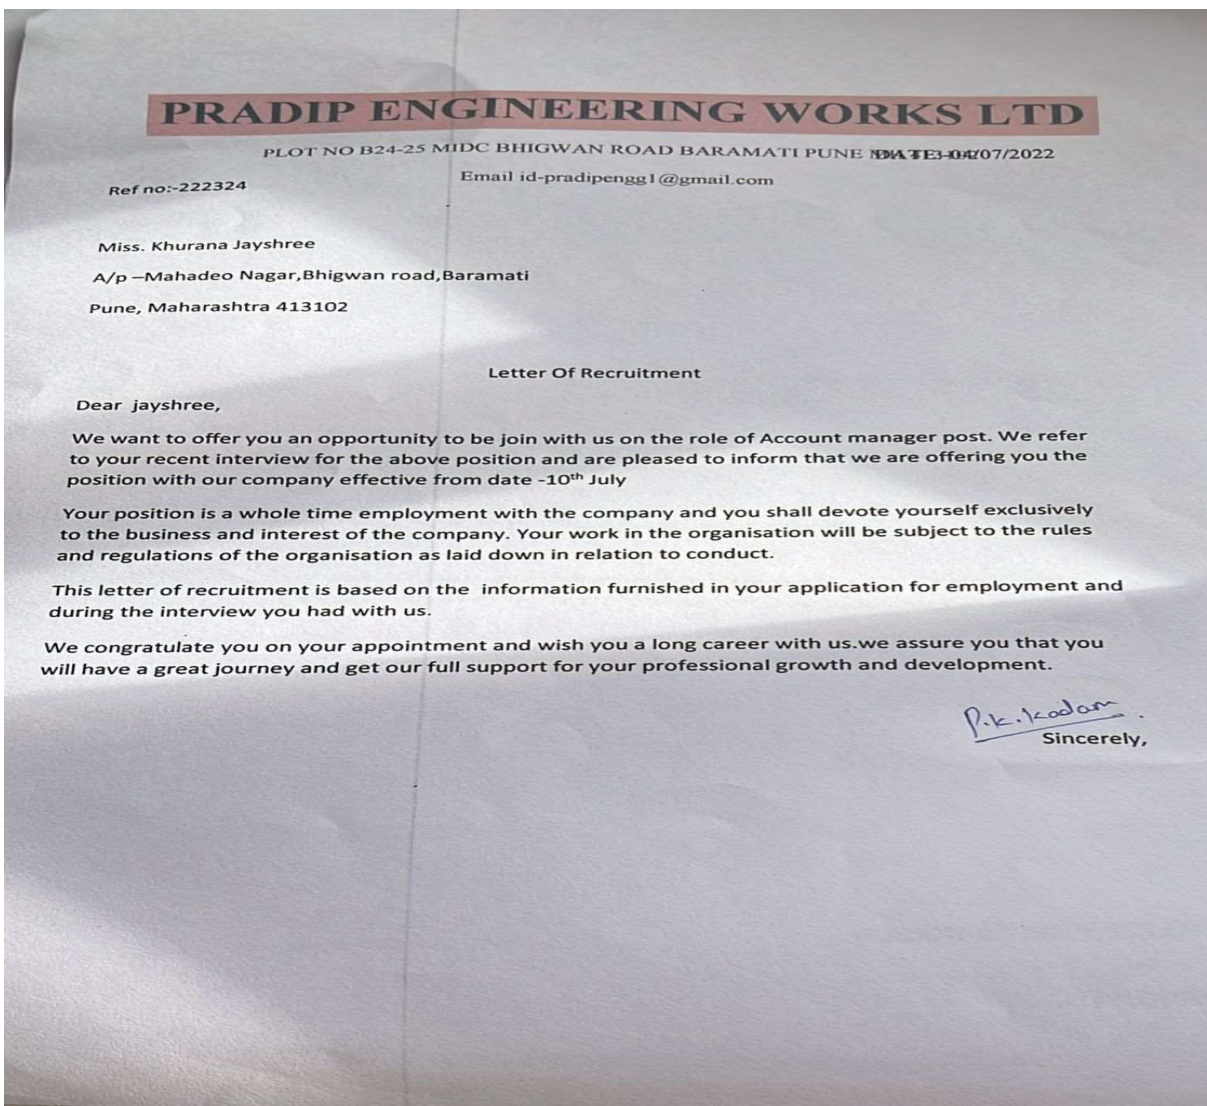 PRADIP ENGINEERING WORKS LTD
PLOT NO B24-25 MIDC BHIGWAN ROAD BARAMATI PUNE DATE:-04/07/2022
Email id-pradipengg1@gmail.com
Ref no:-222324
Miss. Khurana Jayshree
A/p –Mahadeo Nagar,Bhigwan road,Baramati
Pune, Maharashtra 413102
Letter Of Recruitment
Dear jayshree,
We want to offer you an opportunity to be join with us on the role of Account manager post. We refer
to your recent interview for the above position and are pleased to inform that we are offering you the
position with our company effective from date -10th July
Your position is a whole time employment with the company and you shall devote yourself exclusively
to the business and interest of the company. Your work in the organisation will be subject to the rules
and regulations of the organisation as laid down in relation to conduct.
This letter of recruitment is based on the information furnished in your application for employment and
during the interview you had with us.
We congratulate you on your appointment and wish you a long career with us.we assure you that you
will have a great journey and get our full support for your professional growth and development.
P.K.Kadam
Sincerely,